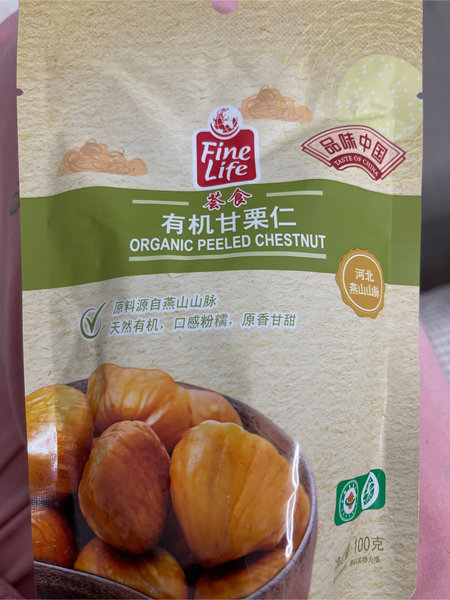 Fine
Life
荟食
品味中国
TASTE OF CHINA
有机甘栗仁
ORGANIC PEELED CHESTNUT
河北
燕山山脉
原料源自燕山山脉
天然有机，口感粉糯，原香甘甜
100克